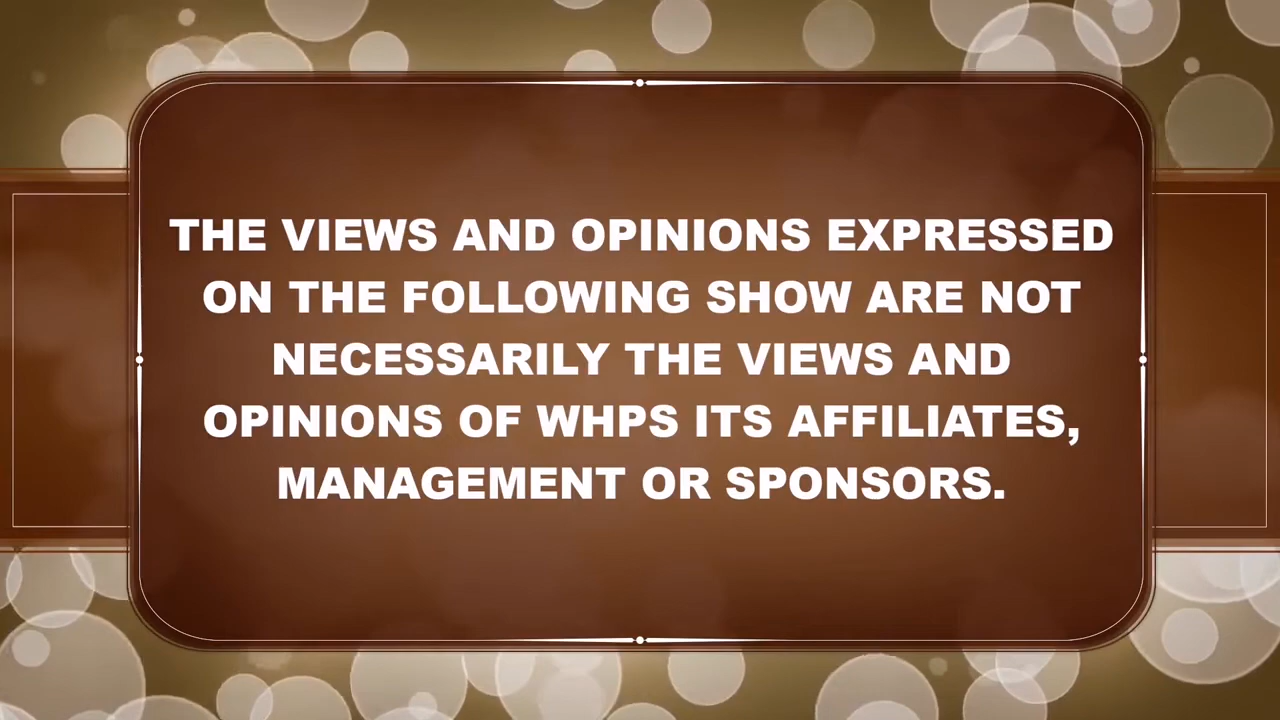 THE VIEWS AND OPINIONS EXPRESSED
ON THE FOLLOWING SHOW ARE NOT
NECESSARILY THE VIEWS AND
OPINIONS OF WHPS ITS AFFILIATES,
MANAGEMENT OR SPONSORS.